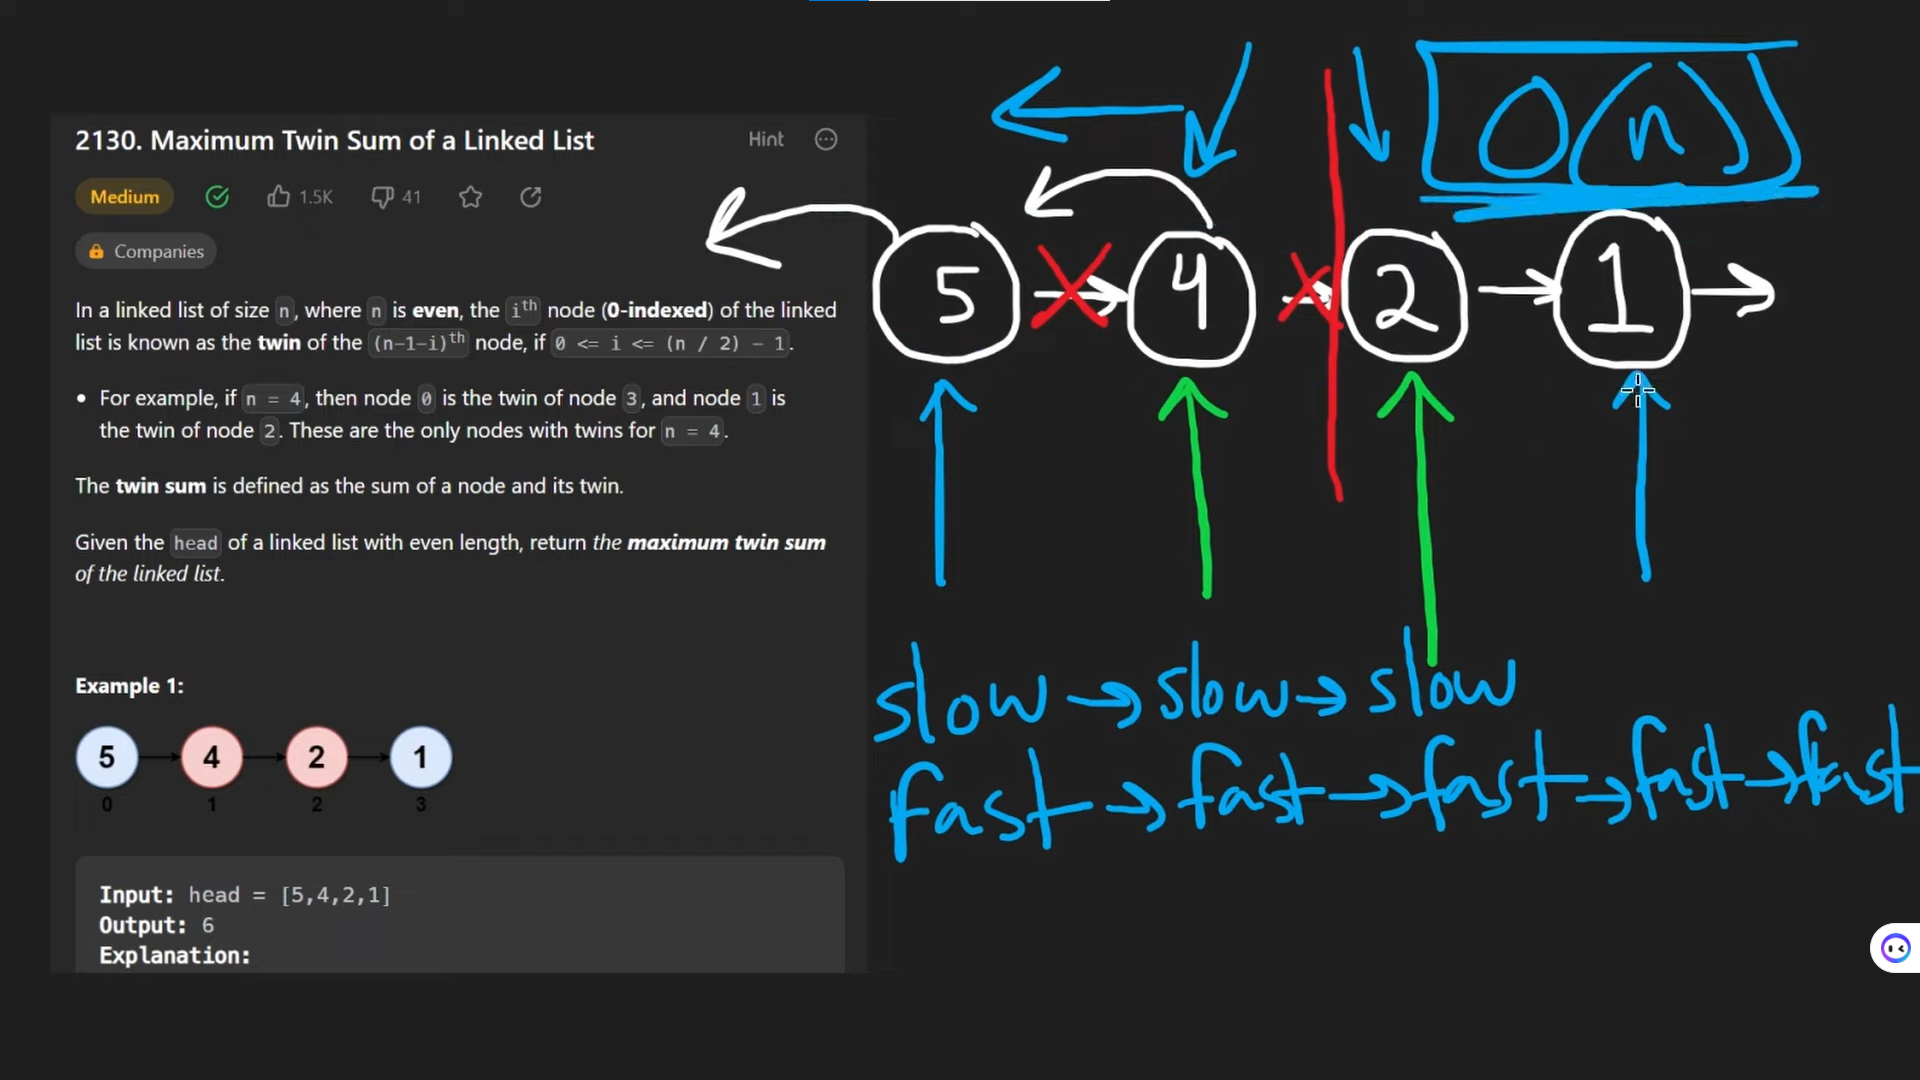 2130. Maximum Twin Sum of a Linked List
Hint
Medium
1.5K
41
Companies
In a linked list of size n, where n is even, the ith node (0-indexed) of the linked
list is known as the twin of the (n-1-i)th node, if 0 <= i <= (n / 2) - 1.
• For example, if n = 4, then node 0 is the twin of node 3, and node 1 is
the twin of node 2. These are the only nodes with twins for n = 4.
The twin sum is defined as the sum of a node and its twin.
Given the head of a linked list with even length, return the maximum twin sum
of the linked list.
Example 1:
5 4 2 1
0 1 2 3
Input: head = [5,4,2,1]
Output: 6
Explanation:
O(n)
5 → 4 → 2 → 1 →
slow → slow → slow
fast → fast → fast → fast → fast